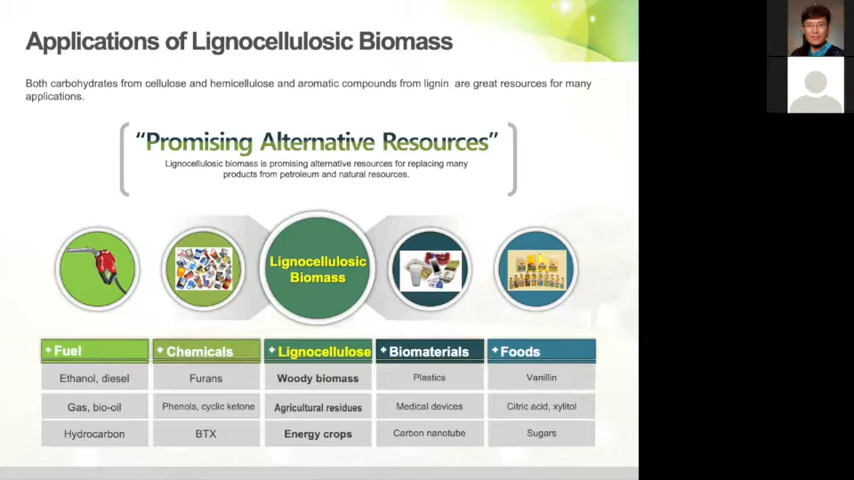 Applications of Lignocellulosic Biomass
Both carbohydrates from cellulose and hemicellulose and aromatic compounds from lignin are great resources for many
applications.
“Promising Alternative Resources”
Lignocellulosic biomass is promising alternative resources for replacing many
products from petroleum and natural resources.
Lignocellulosic
Biomass
Fuel
Chemicals
Lignocellulose
Biomaterials
Foods
Ethanol, diesel
Furans
Woody biomass
Plastics
Vanillin
Gas, bio-oil
Phenols, cyclic ketone
Agricultural residues
Medical devices
Citric acid, xylitol
Hydrocarbon
BTX
Energy crops
Carbon nanotube
Sugars